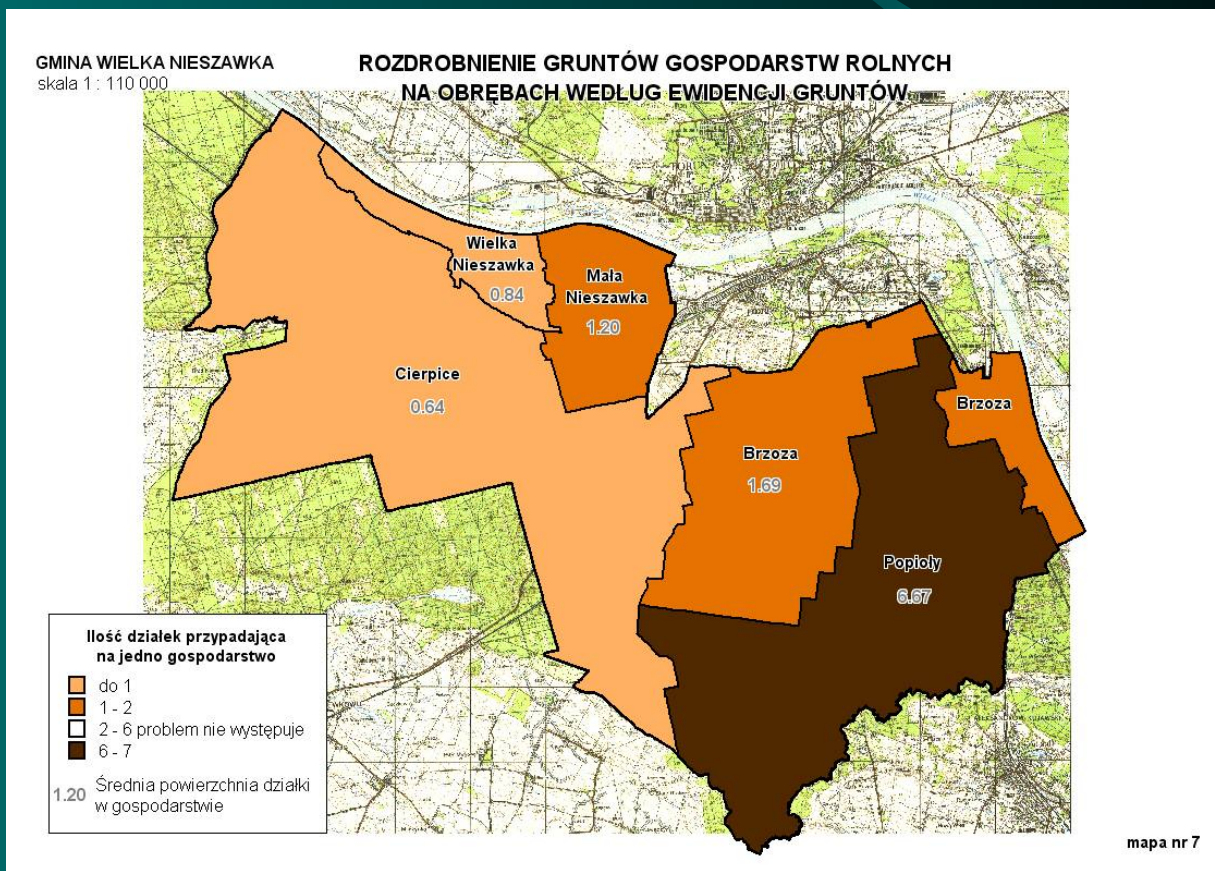 GMINA WIELKA NIESZAWKA
skala 1 : 110 000
ROZDROBNIENIE GRUNTÓW GOSPODARSTW ROLNYCH
NA OBRĘBACH WEDŁUG EWIDENCJI GRUNTÓW
Wielka
Nieszawka
0.84
Mała
Nieszawka
1.20
Cierpice
0.64
Brzoza
1.69
Brzoza
Popioły
6.67
Ilość działek przypadająca
na jedno gospodarstwo
do 1
1 - 2
2 - 6 problem nie występuje
6 - 7
1.20 Średnia powierzchnia działki
w gospodarstwie
mapa nr 7